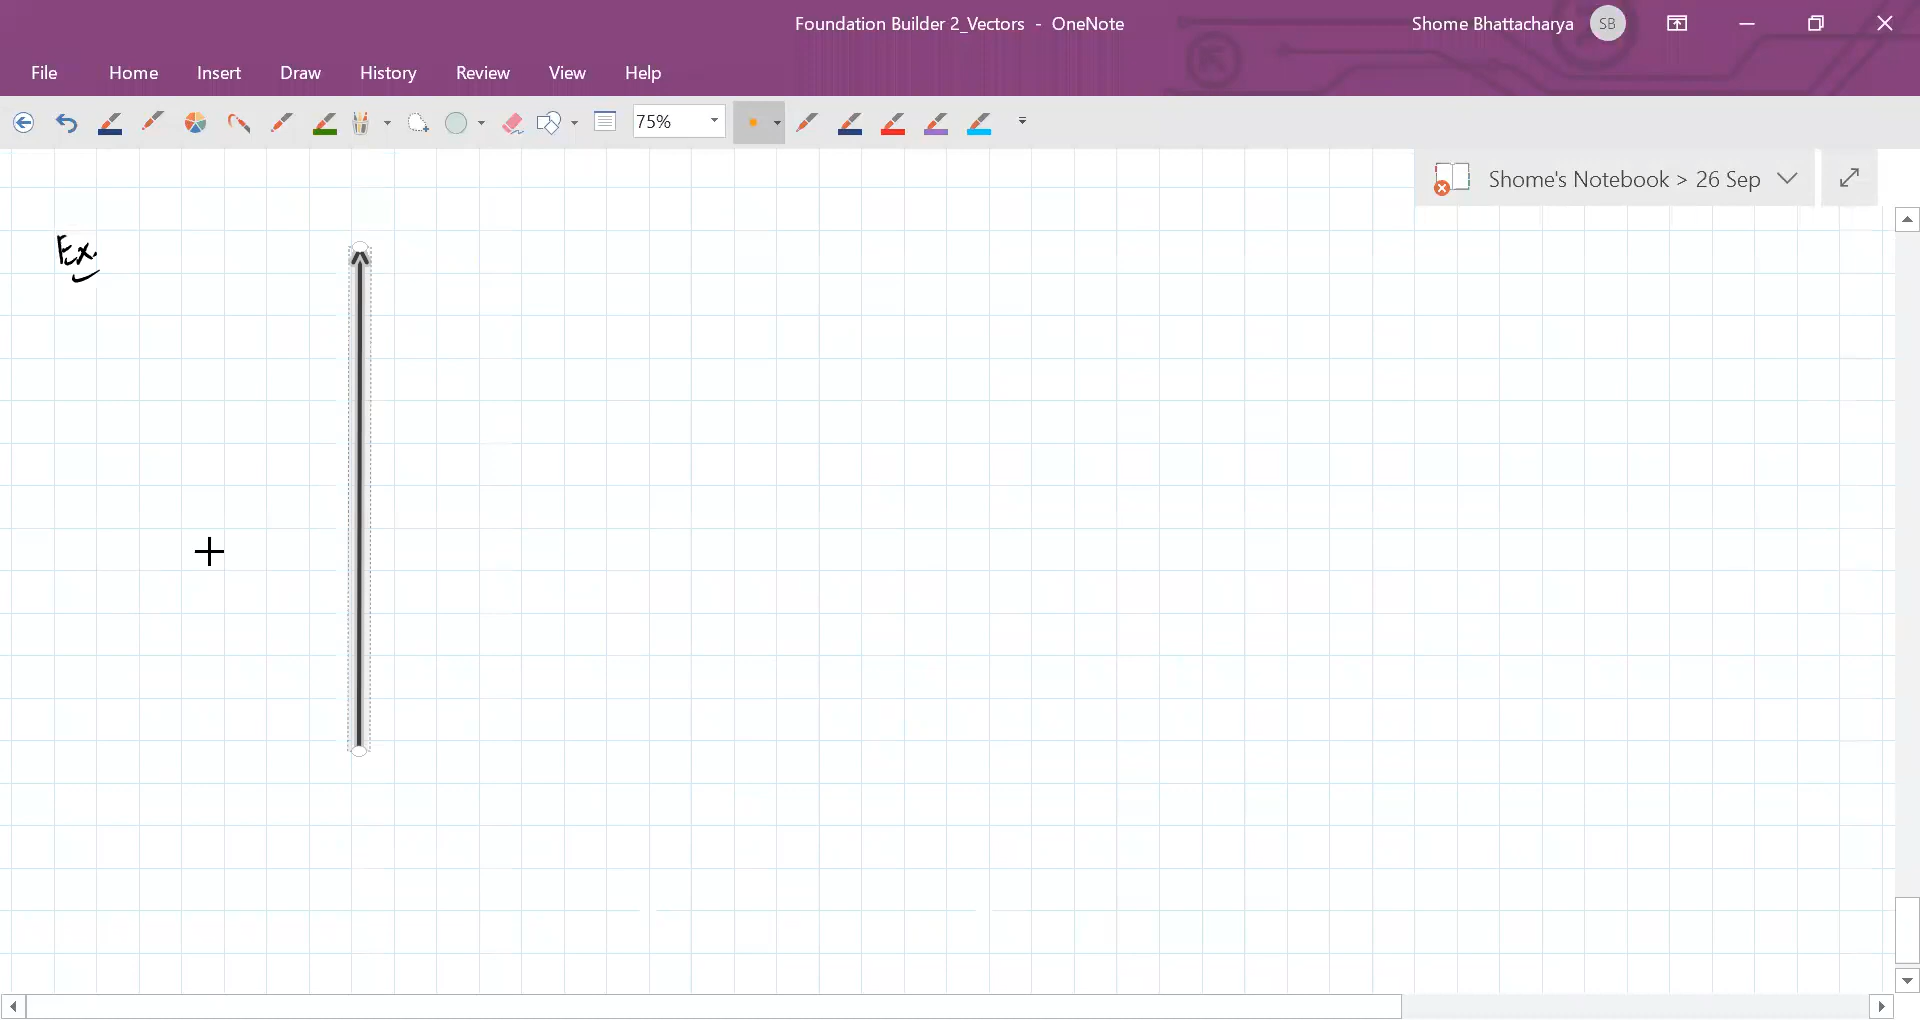 Foundation Builder 2_Vectors - OneNote
Shome Bhattacharya SB
File Home Insert Draw History Review View Help
75%
Shome's Notebook > 26 Sep
Ex.